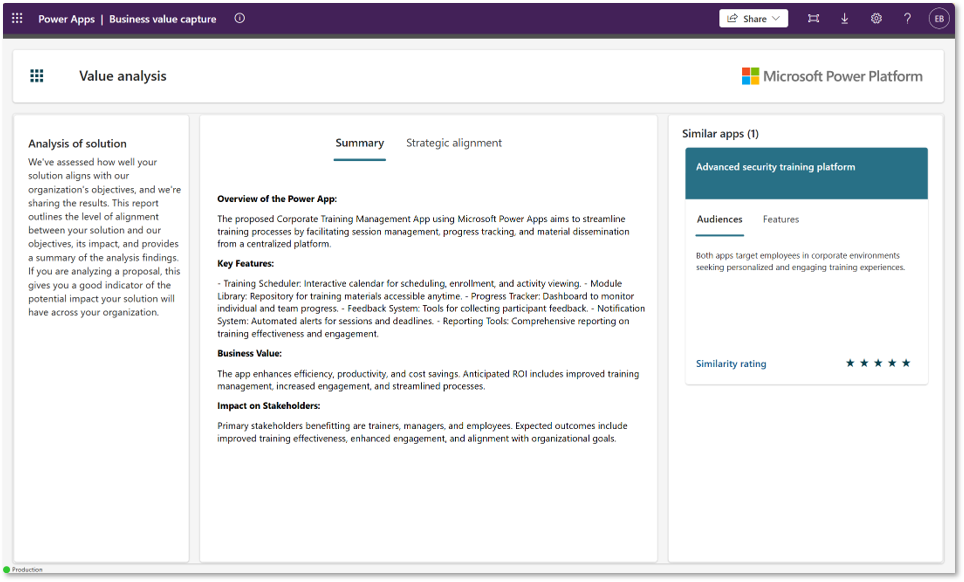 Power Apps | Business value capture
Share
EB
Value analysis
Microsoft Power Platform
Analysis of solution
We've assessed how well your
solution aligns with our
organization's objectives, and we're
sharing the results. This report
outlines the level of alignment
between your solution and our
objectives, its impact, and provides
a summary of the analysis findings.
If you are analyzing a proposal, this
gives you a good indicator of the
potential impact your solution will
have across your organization.
Summary Strategic alignment
Overview of the Power App:
The proposed Corporate Training Management App using Microsoft Power Apps aims to streamline
training processes by facilitating session management, progress tracking, and material dissemination
from a centralized platform.
Key Features:
- Training Scheduler: Interactive calendar for scheduling, enrollment, and activity viewing. - Module
Library: Repository for training materials accessible anytime. - Progress Tracker: Dashboard to monitor
individual and team progress. - Feedback System: Tools for collecting participant feedback. - Notification
System: Automated alerts for sessions and deadlines. - Reporting Tools: Comprehensive reporting on
training effectiveness and engagement.
Business Value:
The app enhances efficiency, productivity, and cost savings. Anticipated ROI includes improved training
management, increased engagement, and streamlined processes.
Impact on Stakeholders:
Primary stakeholders benefitting are trainers, managers, and employees. Expected outcomes include
improved training effectiveness, enhanced engagement, and alignment with organizational goals.
Similar apps (1)
Advanced security training platform
Audiences Features
Both apps target employees in corporate environments
seeking personalized and engaging training experiences.
Similarity rating ★ ★ ★ ★ ★
Production